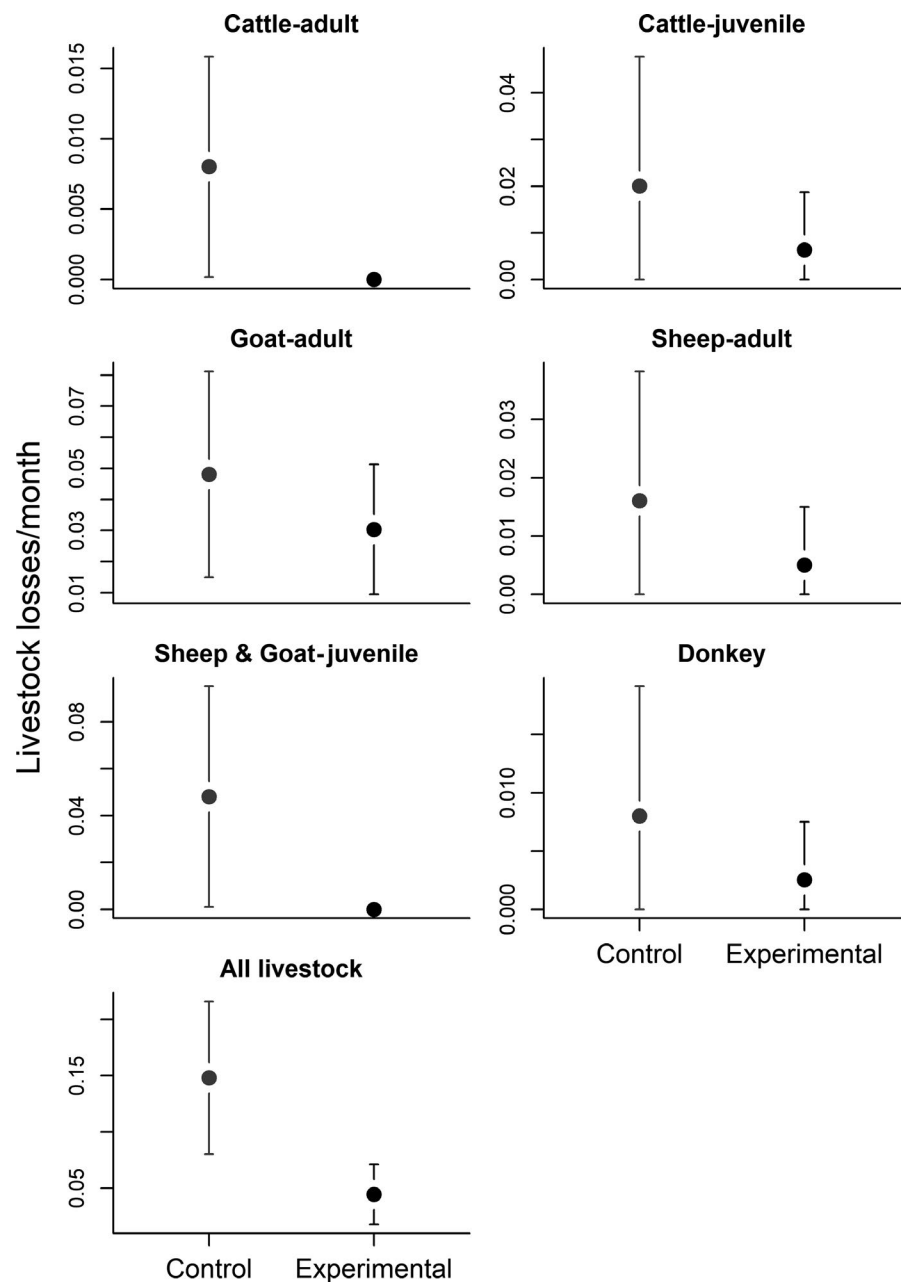 Livestock losses/month
Cattle-adult
0.015
0.010
0.005
0.000
Cattle-juvenile
0.04
0.02
0.00
Goat-adult
0.07
0.05
0.03
0.01
Sheep-adult
0.03
0.02
0.01
0.00
Sheep & Goat-juvenile
0.08
0.04
0.00
Donkey
0.010
0.000
Control Experimental
All livestock
0.15
0.05
Control Experimental